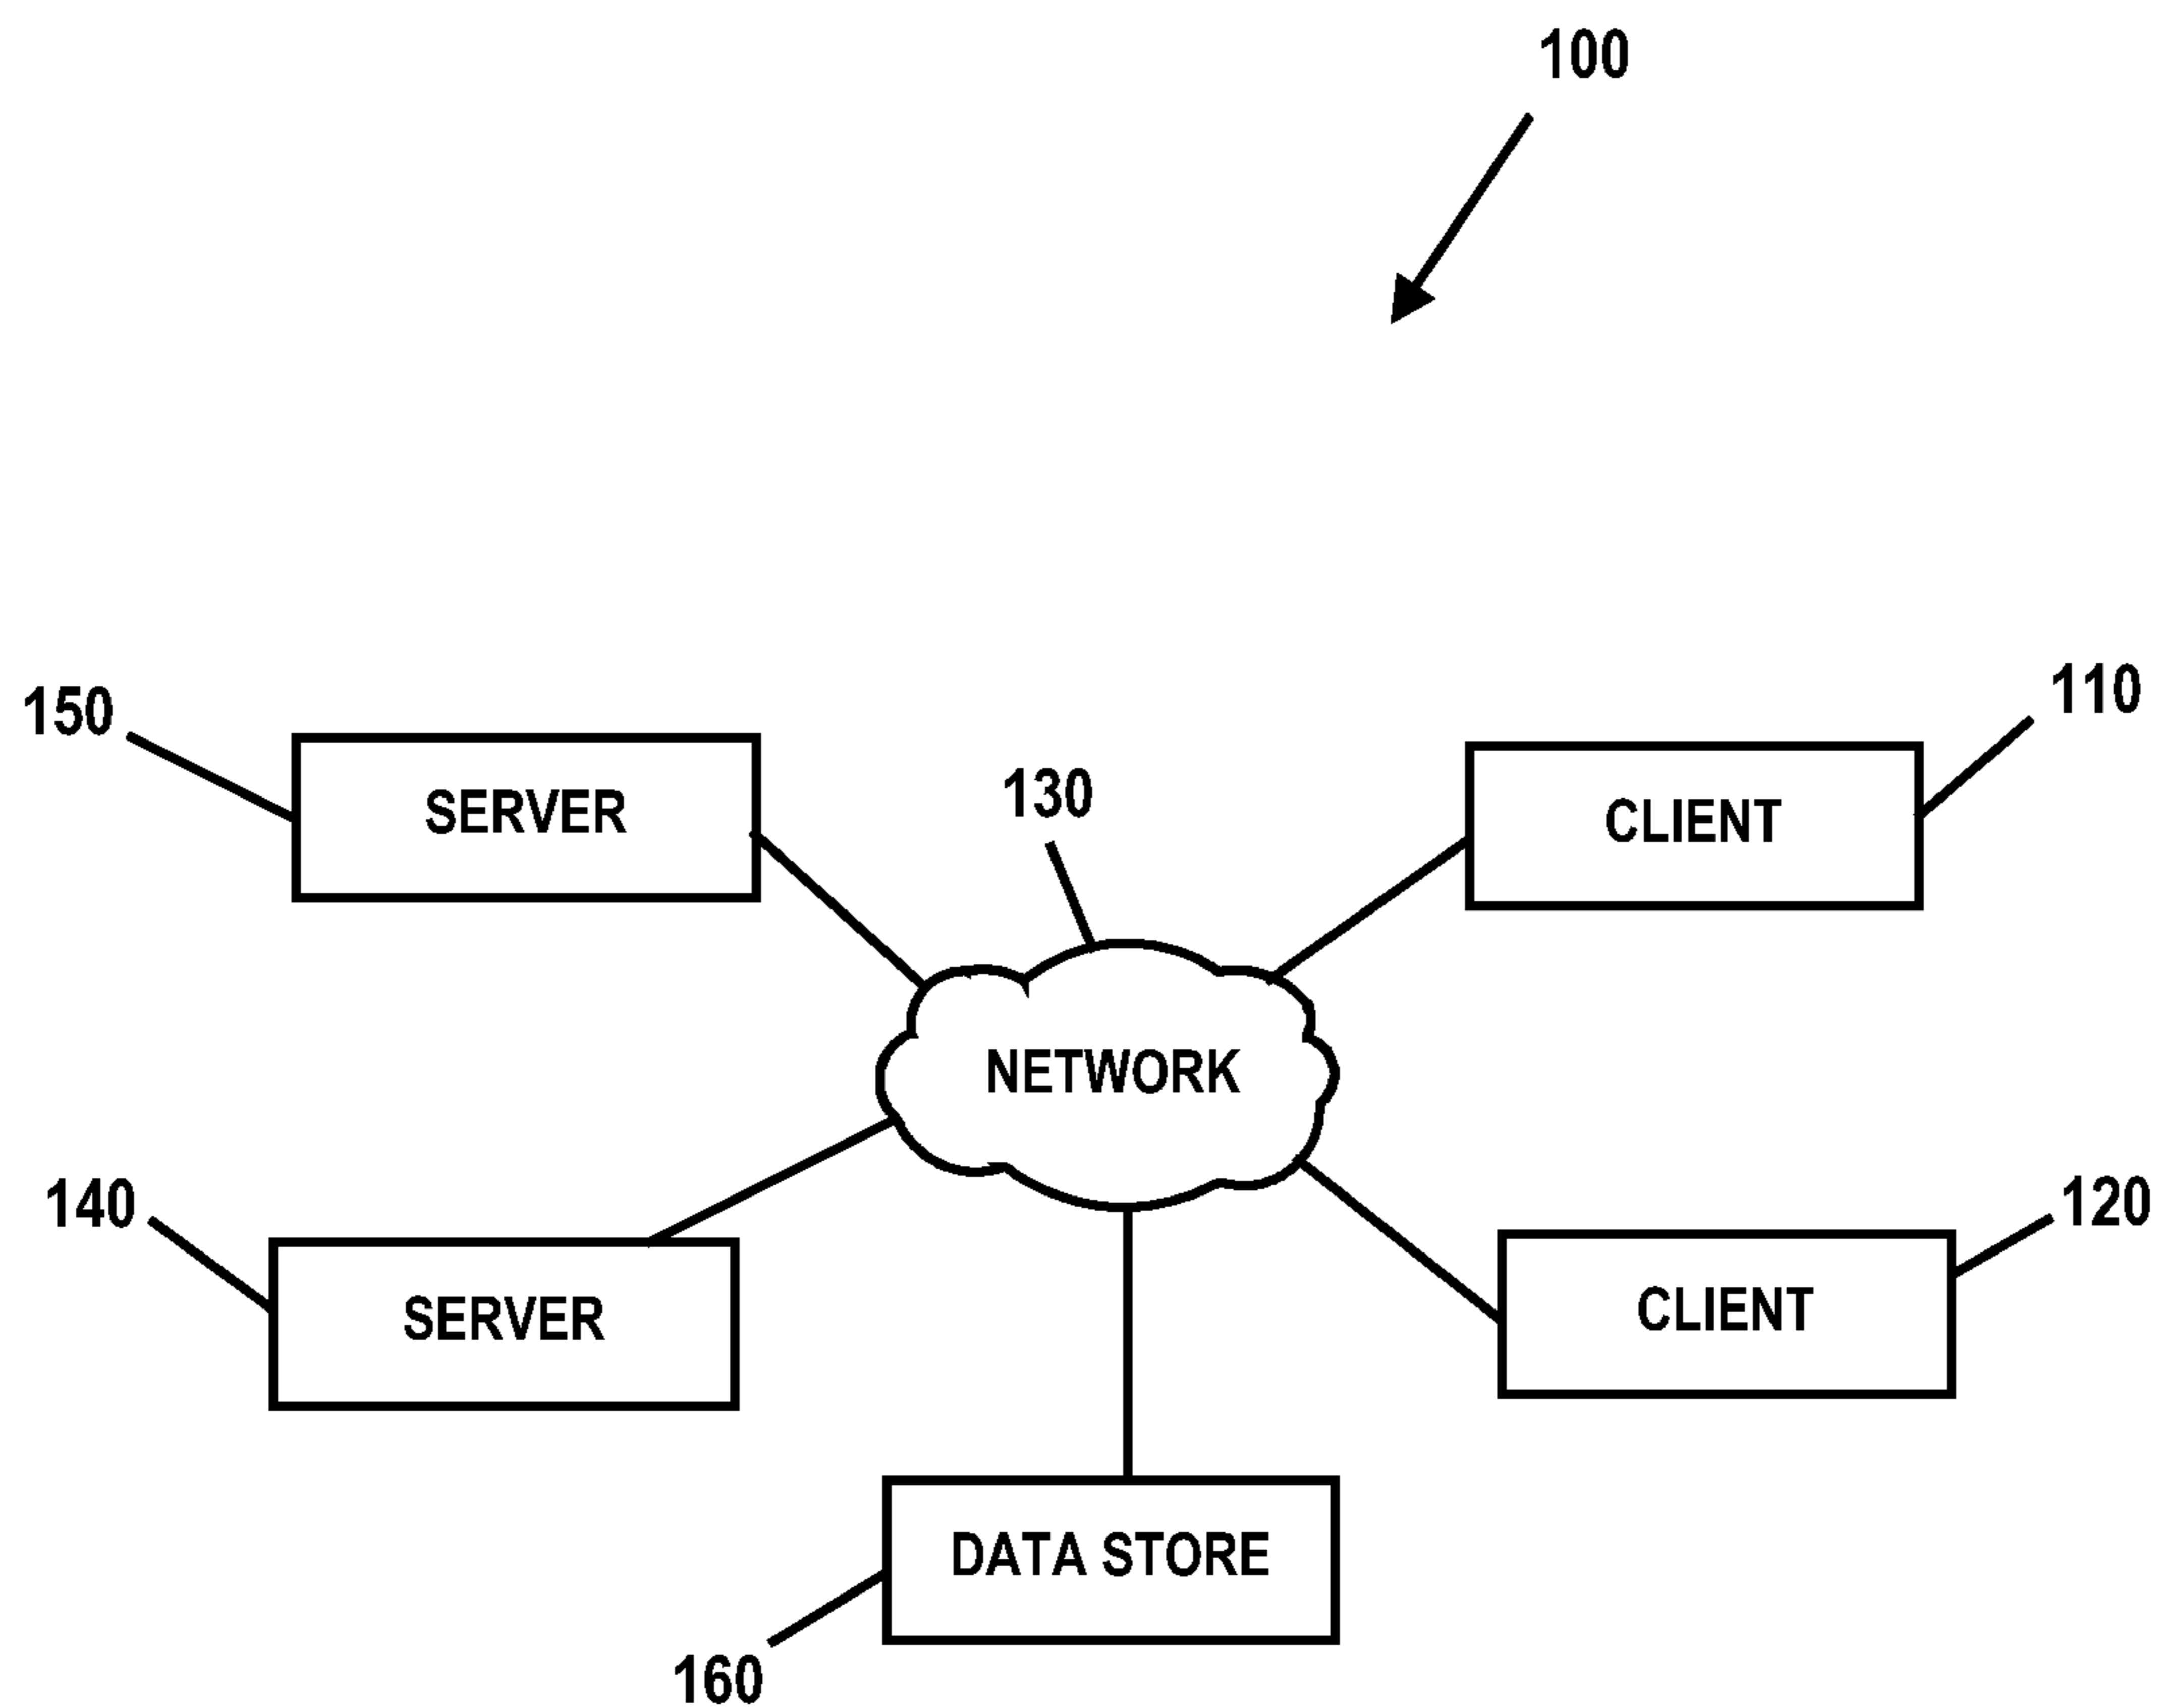 100
150
110
SERVER
130
CLIENT
NETWORK
140
120
SERVER
CLIENT
DATA STORE
160